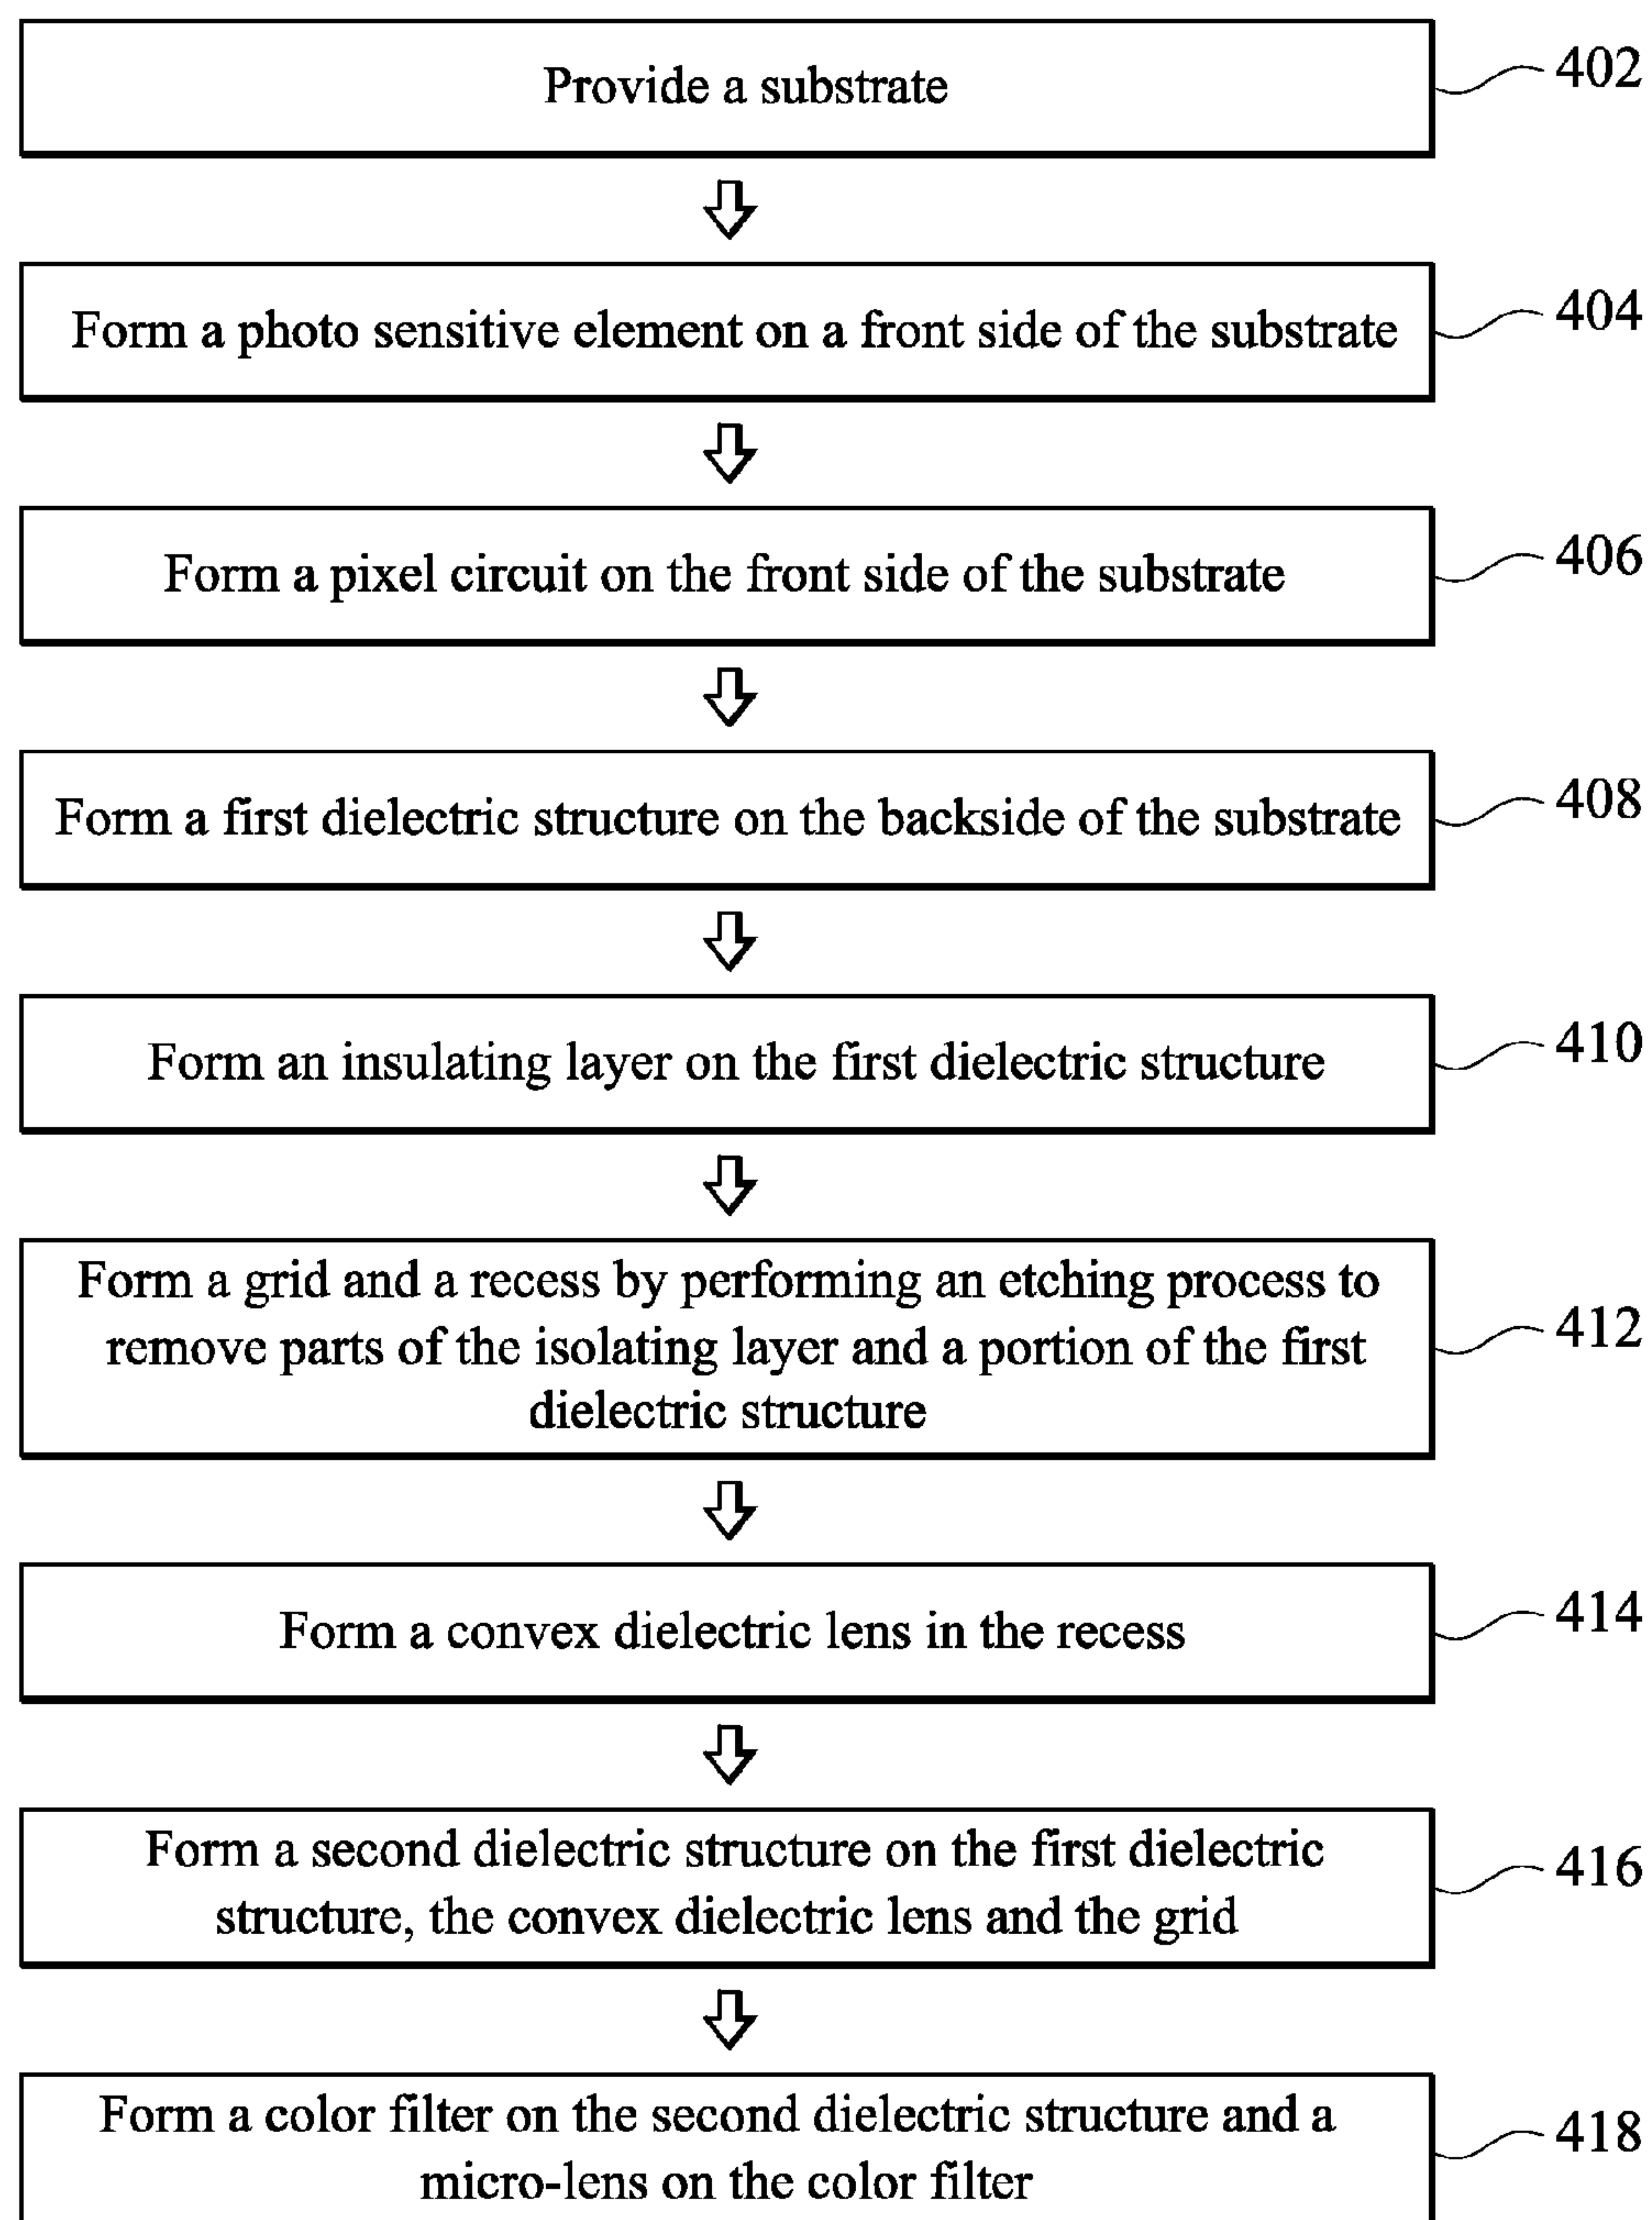 Provide a substrate
402
Form a photo sensitive element on a front side of the substrate
404
Form a pixel circuit on the front side of the substrate
406
Form a first dielectric structure on the backside of the substrate
408
Form an insulating layer on the first dielectric structure
410
Form a grid and a recess by performing an etching process to
remove parts of the isolating layer and a portion of the first
dielectric structure
412
Form a convex dielectric lens in the recess
414
Form a second dielectric structure on the first dielectric
structure, the convex dielectric lens and the grid
416
Form a color filter on the second dielectric structure and a
micro-lens on the color filter
418